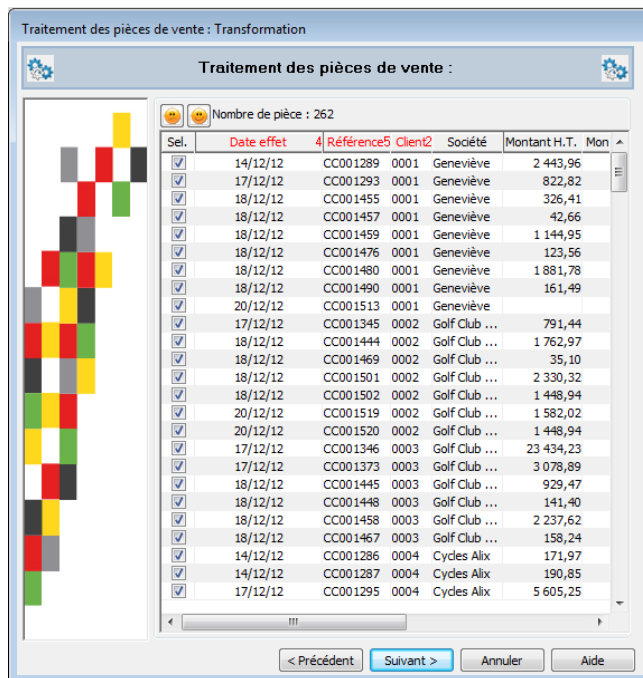 Traitement des pièces de vente : Transformation
Traitement des pièces de vente :
Nombre de pièce : 262
Sel. Date effet 4 Référence5 Client2 Société Montant H.T. Mon
14/12/12 CC001289 0001 Geneviève 2 443,96
17/12/12 CC001293 0001 Geneviève 822,82
18/12/12 CC001455 0001 Geneviève 326,41
18/12/12 CC001457 0001 Geneviève 42,66
18/12/12 CC001459 0001 Geneviève 1 144,95
18/12/12 CC001476 0001 Geneviève 123,56
18/12/12 CC001480 0001 Geneviève 1 881,78
18/12/12 CC001490 0001 Geneviève 161,49
20/12/12 CC001513 0001 Geneviève
17/12/12 CC001345 0002 Golf Club ... 791,44
18/12/12 CC001444 0002 Golf Club ... 1 762,97
18/12/12 CC001469 0002 Golf Club ... 35,10
18/12/12 CC001501 0002 Golf Club ... 2 330,32
18/12/12 CC001502 0002 Golf Club ... 1 448,94
20/12/12 CC001519 0002 Golf Club ... 1 582,02
20/12/12 CC001520 0002 Golf Club ... 1 448,94
17/12/12 CC001346 0003 Golf Club ... 23 434,23
17/12/12 CC001373 0003 Golf Club ... 3 078,89
18/12/12 CC001445 0003 Golf Club ... 929,47
18/12/12 CC001448 0003 Golf Club ... 141,40
18/12/12 CC001458 0003 Golf Club ... 2 237,62
18/12/12 CC001467 0003 Golf Club ... 158,24
14/12/12 CC001286 0004 Cycles Alix 171,97
14/12/12 CC001287 0004 Cycles Alix 190,85
17/12/12 CC001295 0004 Cycles Alix 5 605,25
< Précédent Suivant > Annuler Aide